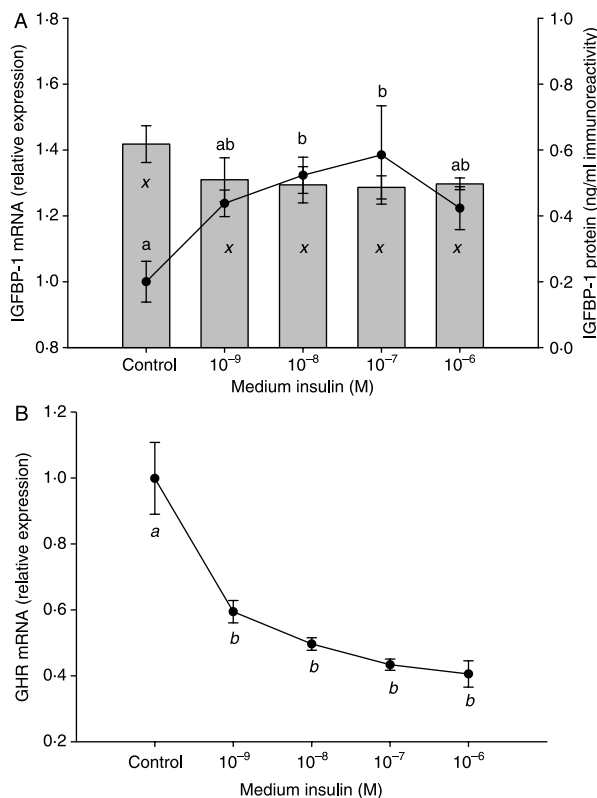 A
1·8
1·6
1·4
1·2
1·0
0·8
IGFBP-1 mRNA (relative expression)
1·0
0·8
0·6
0·4
0·2
0·0
IGFBP-1 protein (ng/ml immunoreactivity)
a
ab
b
b
ab
x
x
x
x
x
Control
10⁻⁹
10⁻⁸
10⁻⁷
10⁻⁶
Medium insulin (M)
B
1·2
1·0
0·8
0·6
0·4
0·2
GHR mRNA (relative expression)
a
b
b
b
b
Control
10⁻⁹
10⁻⁸
10⁻⁷
10⁻⁶
Medium insulin (M)